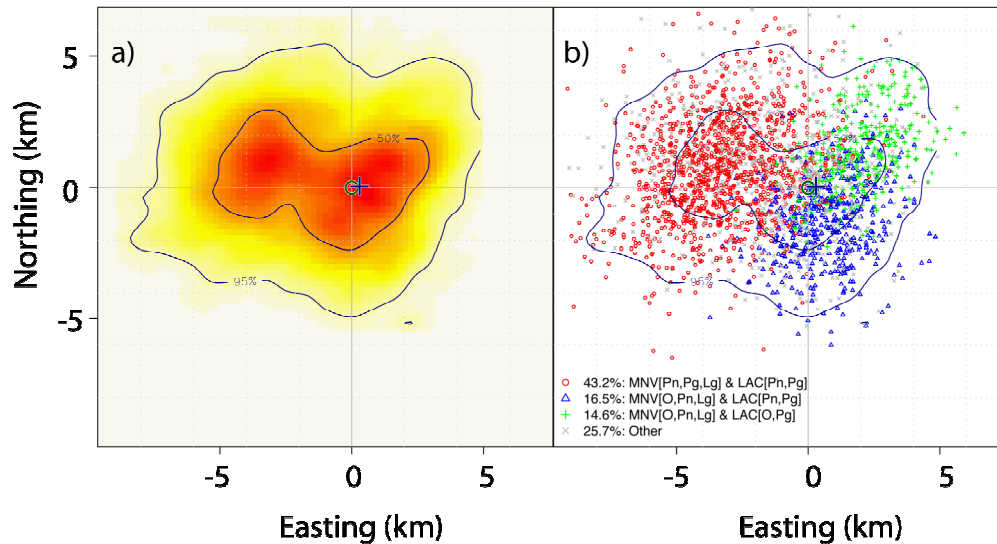 a)
b)
5
0
-5
Northing (km)
50%
95%
95%
43.2%: MNV[Pn,Pg,Lg] & LAC[Pn,Pg]
16.5%: MNV[O,Pn,Lg] & LAC[Pn,Pg]
14.6%: MNV[O,Pn,Lg] & LAC[O,Pg]
25.7%: Other
-5 0 5
-5 0 5
Easting (km)
Easting (km)